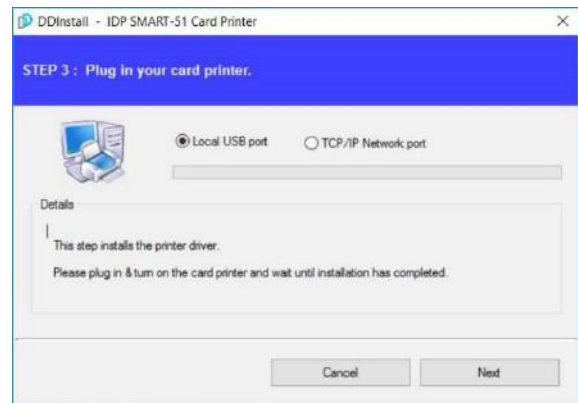 DDInstall - IDP SMART-51 Card Printer
STEP 3 : Plug in your card printer.
Local USB port
TCP/IP Network port
Details
This step installs the printer driver.
Please plug in & turn on the card printer and wait until installation has completed.
Cancel
Next